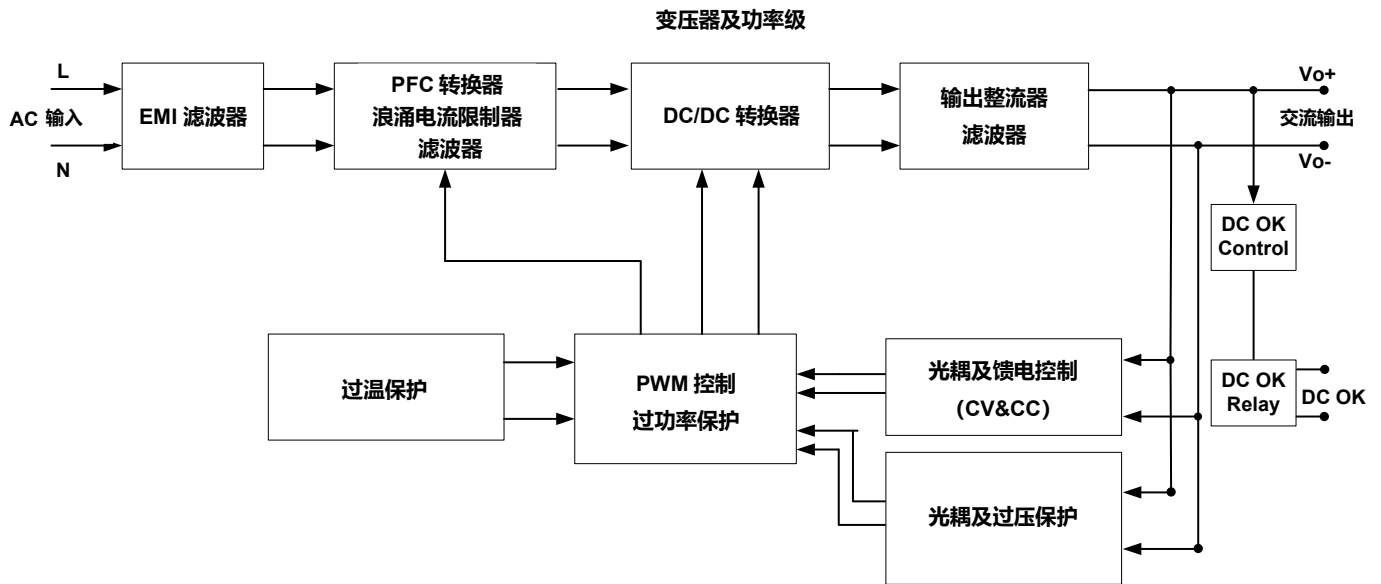 变压器及功率级
L
AC 输入
N
EMI 滤波器
PFC 转换器
浪涌电流限制器
滤波器
DC/DC 转换器
输出整流器
滤波器
Vo+
交流输出
Vo-
DC OK
Control
过温保护
PWM 控制
过功率保护
光耦及馈电控制
（CV&CC）
DC OK
Relay
DC OK
光耦及过压保护